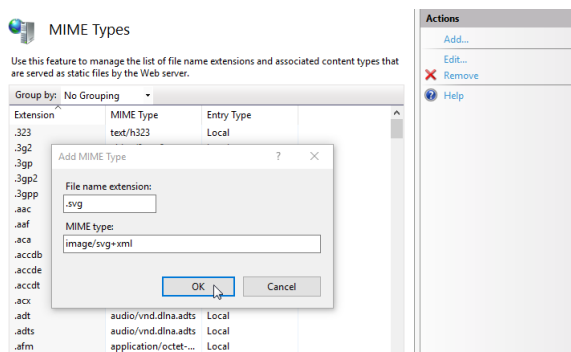 MIME Types
Use this feature to manage the list of file name extensions and associated content types that
are served as static files by the Web server.
Group by: No Grouping
Extension MIME Type Entry Type
.323 text/h323 Local
.3g2
.3gp
.3gp2
.3gpp
.aac
.aaf
.aca
.accdb
.accde
.accdt
.acx
.adt audio/vnd.dlna.adts Local
.adts audio/vnd.dlna.adts Local
.afm application/octet-... Local
Add MIME Type ?
File name extension:
.svg
MIME type:
image/svg+xml
OK Cancel
Actions
Add...
Edit...
Remove
Help